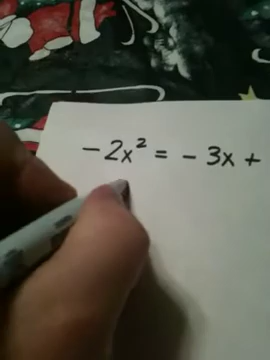 -2x² = -3x +